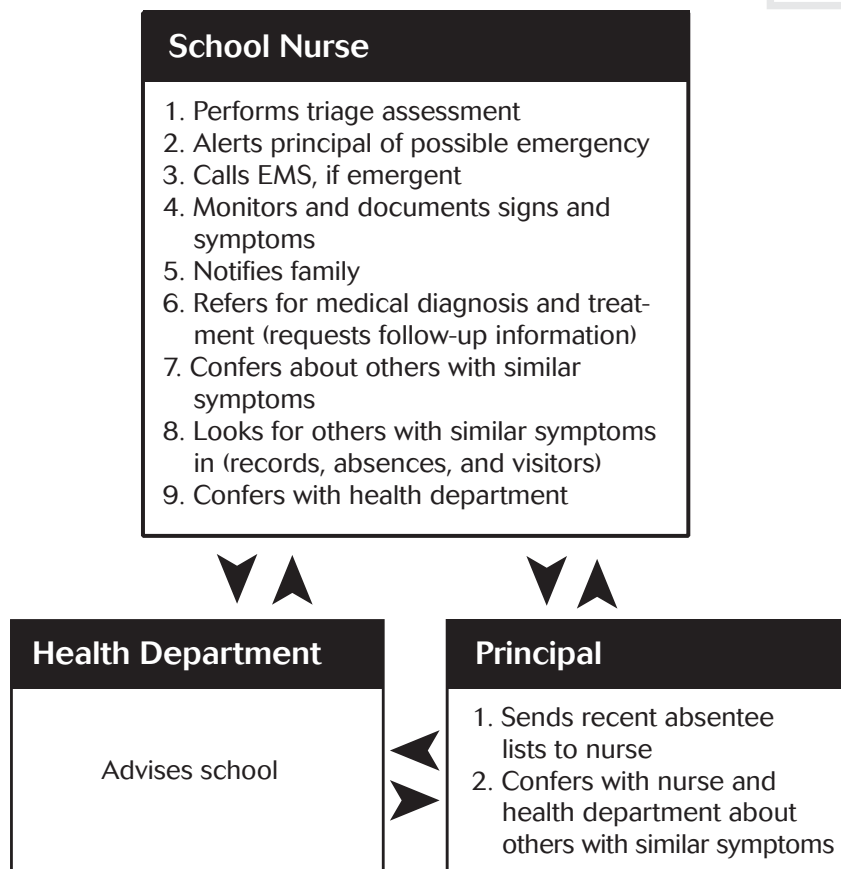 School Nurse
1. Performs triage assessment
2. Alerts principal of possible emergency
3. Calls EMS, if emergent
4. Monitors and documents signs and
symptoms
5. Notifies family
6. Refers for medical diagnosis and treat-
ment (requests follow-up information)
7. Confers about others with similar
symptoms
8. Looks for others with similar symptoms
in (records, absences, and visitors)
9. Confers with health department
Health Department
Advises school
Principal
1. Sends recent absentee
lists to nurse
2. Confers with nurse and
health department about
others with similar symptoms